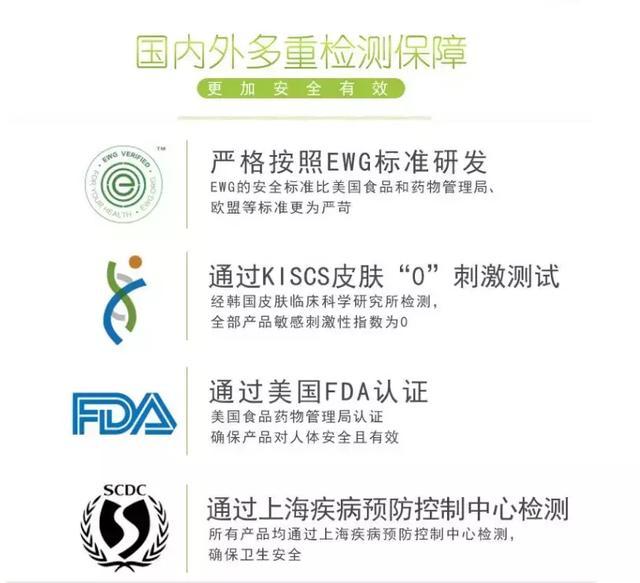 国内外多重检测保障
更加安全有效
EWG VERIFIED
TM
FOR YOUR HEALTH · EWG.ORG
严格按照EWG标准研发
EWG的安全标准比美国食品和药物管理局、
欧盟等标准更为严苛
通过KISCS皮肤“0”刺激测试
经韩国皮肤临床科学研究所检测，
全部产品敏感刺激性指数为0
FDA
通过美国FDA认证
美国食品药物管理局认证
确保产品对人体安全且有效
SCDC
通过上海疾病预防控制中心检测
所有产品均通过上海疾病预防控制中心检测，
确保卫生安全